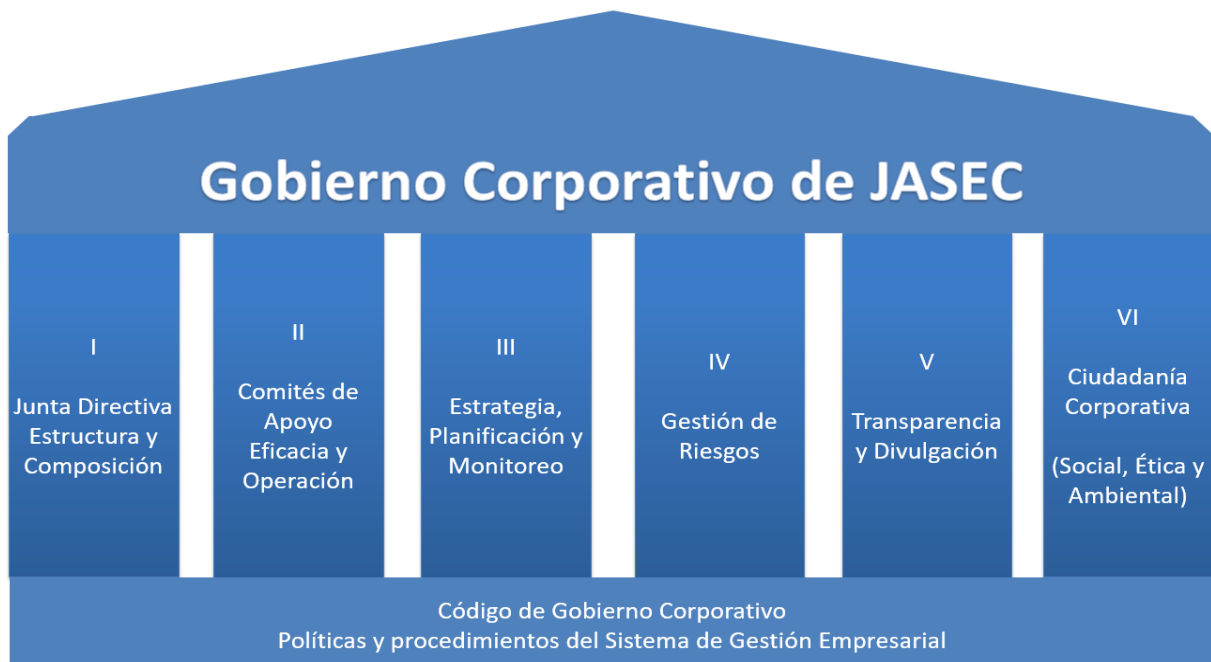 Gobierno Corporativo de JASEC
I
Junta Directiva
Estructura y
Composición
II
Comités de
Apoyo
Eficacia y
Operación
III
Estrategia,
Planificación y
Monitoreo
IV
Gestión de
Riesgos
V
Transparencia
y Divulgación
VI
Ciudadanía
Corporativa
(Social, Ética y
Ambiental)
Código de Gobierno Corporativo
Políticas y procedimientos del Sistema de Gestión Empresarial